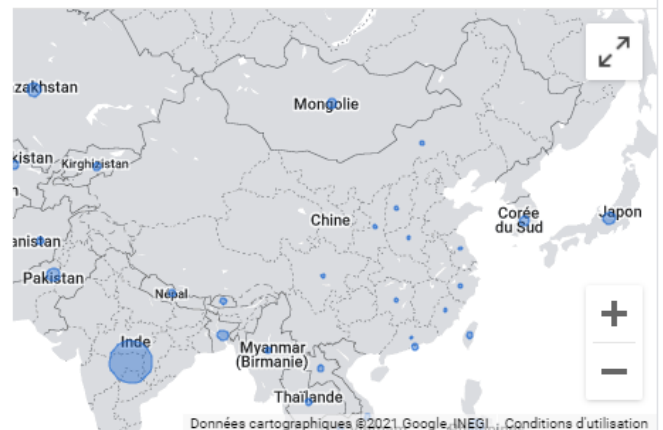 zakhstan
Mongolie
kistan
Kirghizistan
n
Chine
Corée
du Sud
Japon
anistan
Pakistan
Népal
Inde
Myanmar
(Birmanie)
Thaïlande
Données cartographiques ©2021 Google, INEGI
Conditions d'utilisation